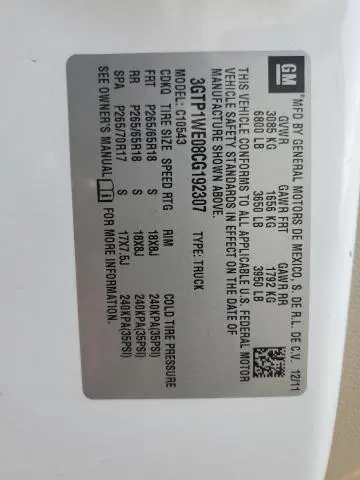 GM
MFD BY GENERAL MOTORS DE MEXICO, S. DE R.L. DE C.V. 12/11
GVWR GAWR FRT GAWR RR
3085 KG 1656 KG 1792 KG
6800 LB 3650 LB 3950 LB
THIS VEHICLE CONFORMS TO ALL APPLICABLE U.S. FEDERAL MOTOR
VEHICLE SAFETY STANDARDS IN EFFECT ON THE DATE OF
MANUFACTURE SHOWN ABOVE.
3GTP1WE08CG192307 TYPE: TRUCK
MODEL: C10543
CDKQ TIRE SIZE SPEED RTG RIM COLD TIRE PRESSURE
FRT P265/65R18 S 18X8J 240KPA(35PSI)
RR P265/65R18 S 18X8J 240KPA(35PSI)
SPA P265/70R17 S 17X7.5J 240KPA(35PSI)
SEE OWNER'S MANUAL FOR MORE INFORMATION